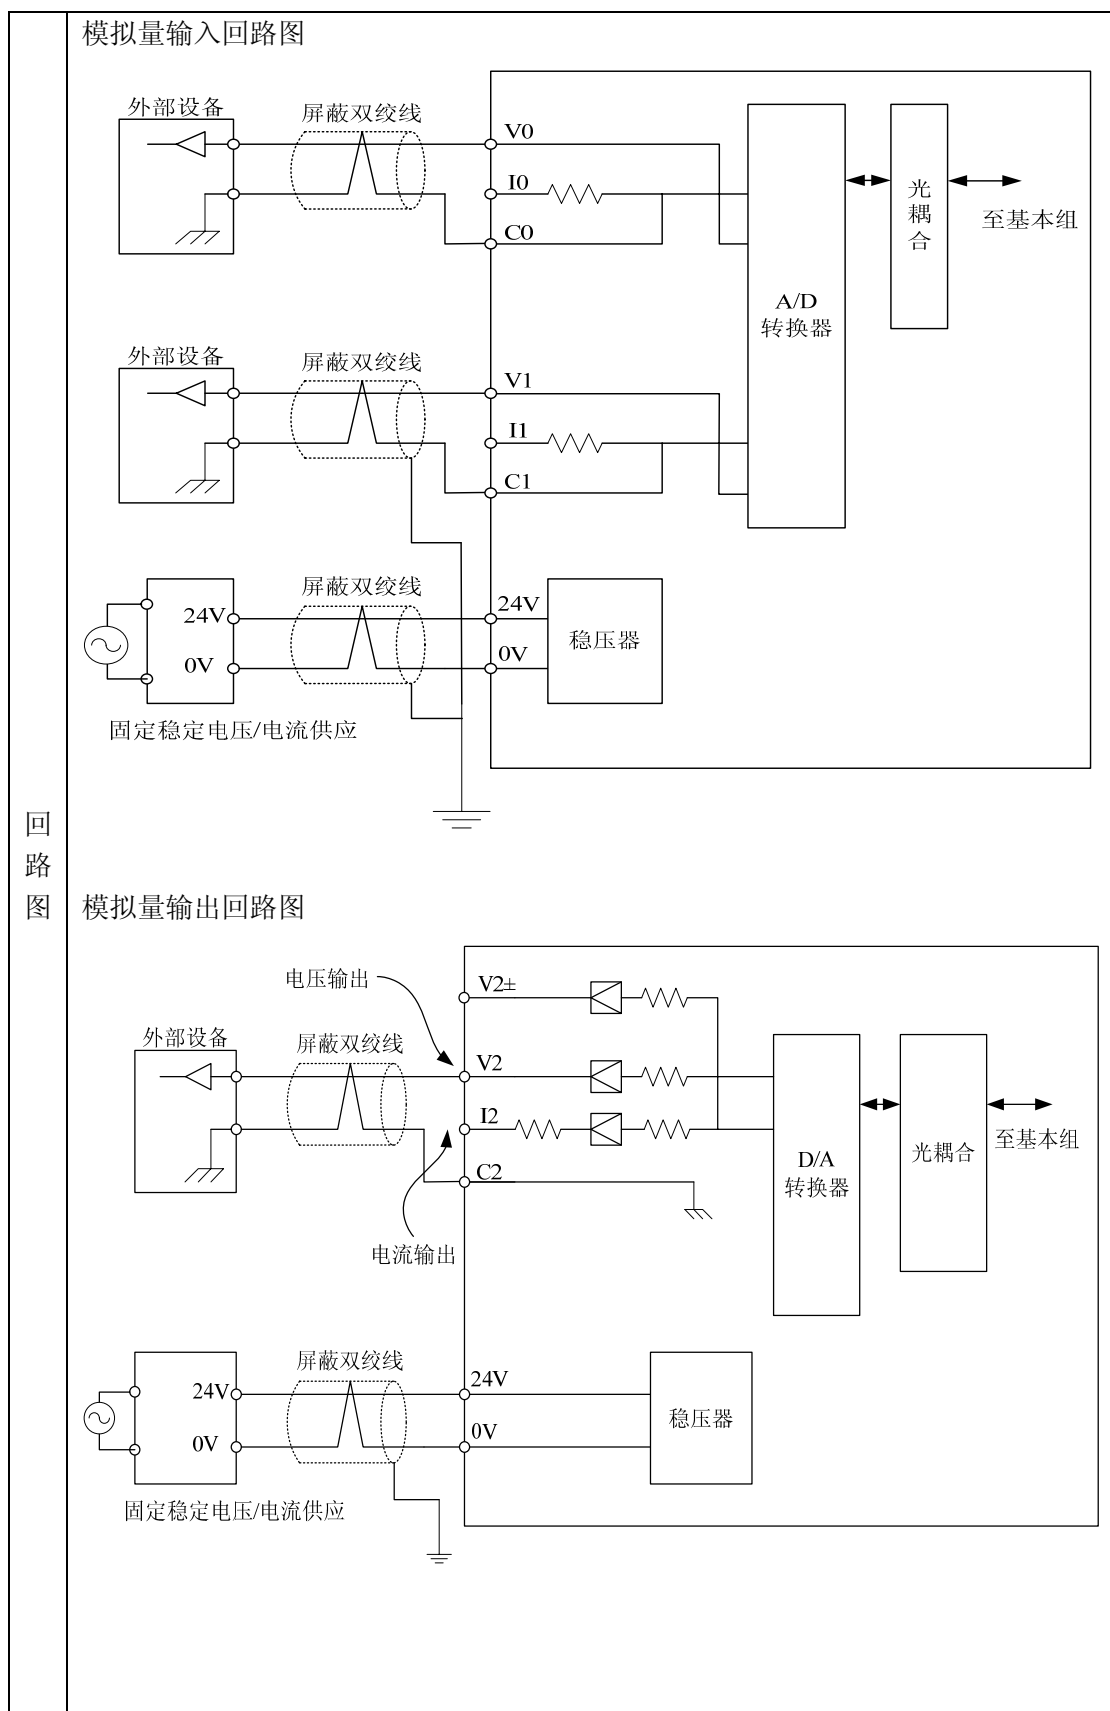 模拟量输入回路图
外部设备
屏蔽双绞线
V0
I0
C0
A/D
转换器
光
耦
合
至基本组
外部设备
屏蔽双绞线
V1
I1
C1
屏蔽双绞线
24V
0V
24V
0V
稳压器
固定稳定电压/电流供应
回
路
图
模拟量输出回路图
电压输出
V2±
外部设备
屏蔽双绞线
V2
I2
C2
电流输出
D/A
转换器
光耦合
至基本组
屏蔽双绞线
24V
0V
24V
0V
稳压器
固定稳定电压/电流供应